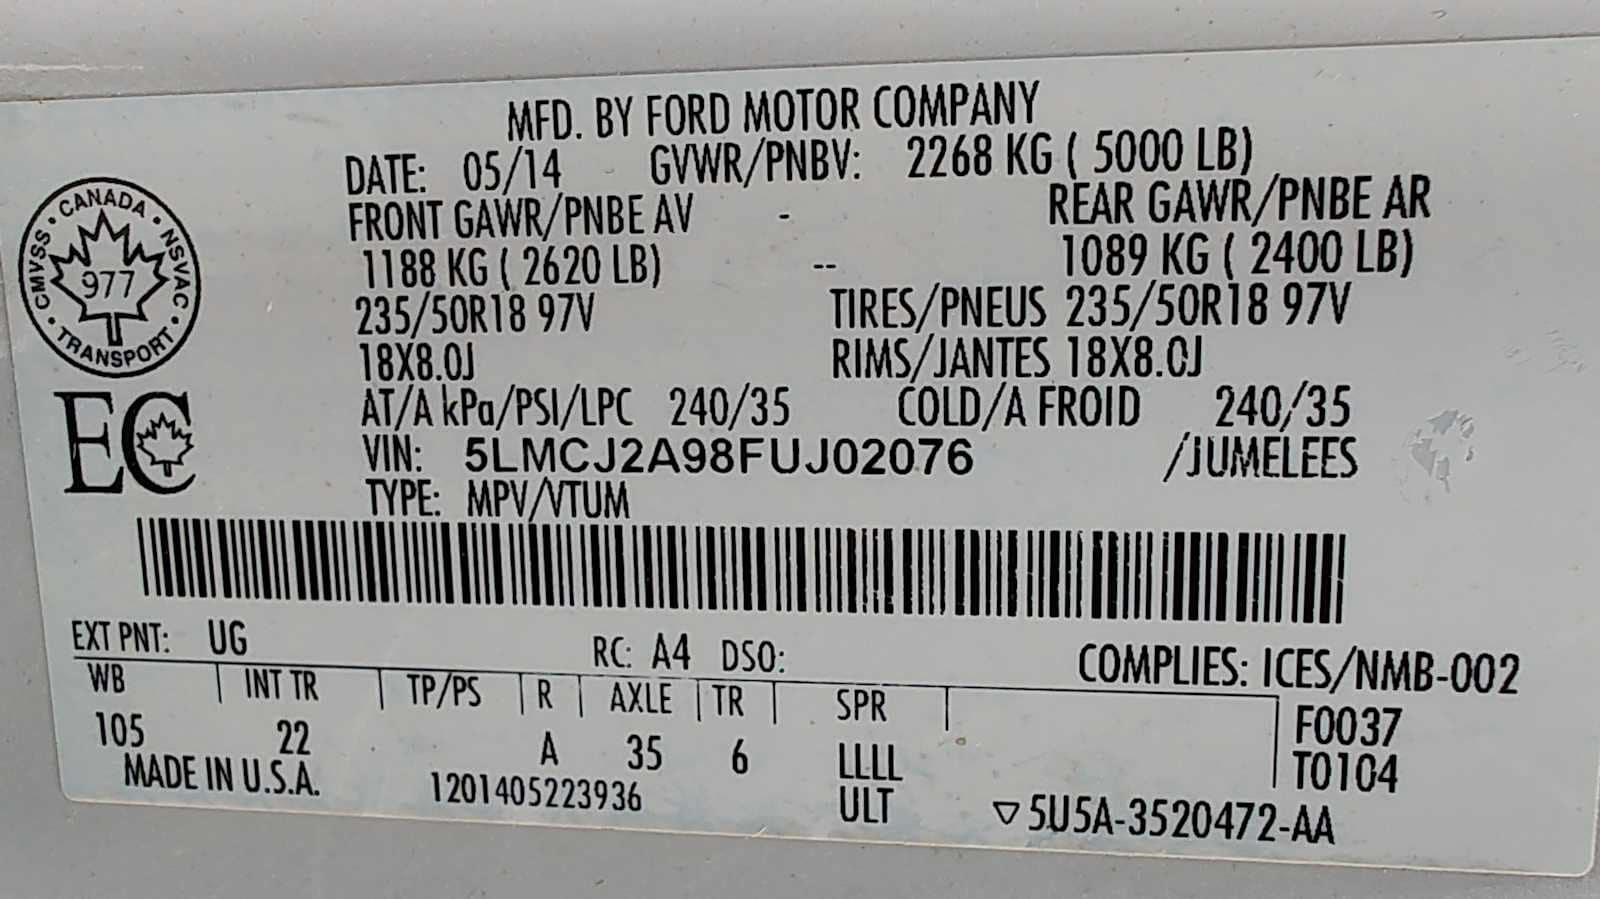 MFD. BY FORD MOTOR COMPANY
DATE: 05/14 GVWR/PNBV: 2268 KG ( 5000 LB)
FRONT GAWR/PNBE AV - REAR GAWR/PNBE AR
1188 KG ( 2620 LB) -- 1089 KG ( 2400 LB)
235/50R18 97V TIRES/PNEUS 235/50R18 97V
18X8.0J RIMS/JANTES 18X8.0J
AT/A kPa/PSI/LPC 240/35 COLD/A FROID 240/35
VIN: 5LMCJ2A98FUJ02076 /JUMELEES
TYPE: MPV/VTUM
CANADA
CMVSS · NSVAC
977
TRANSPORT
EC
EXT PNT: UG RC: A4 DSO:
COMPLIES: ICES/NMB-002
WB INT TR TP/PS R AXLE TR SPR
105 22 A 35 6 LLLL
F0037
T0104
MADE IN U.S.A. 1201405223936 ULT ▽5U5A-3520472-AA